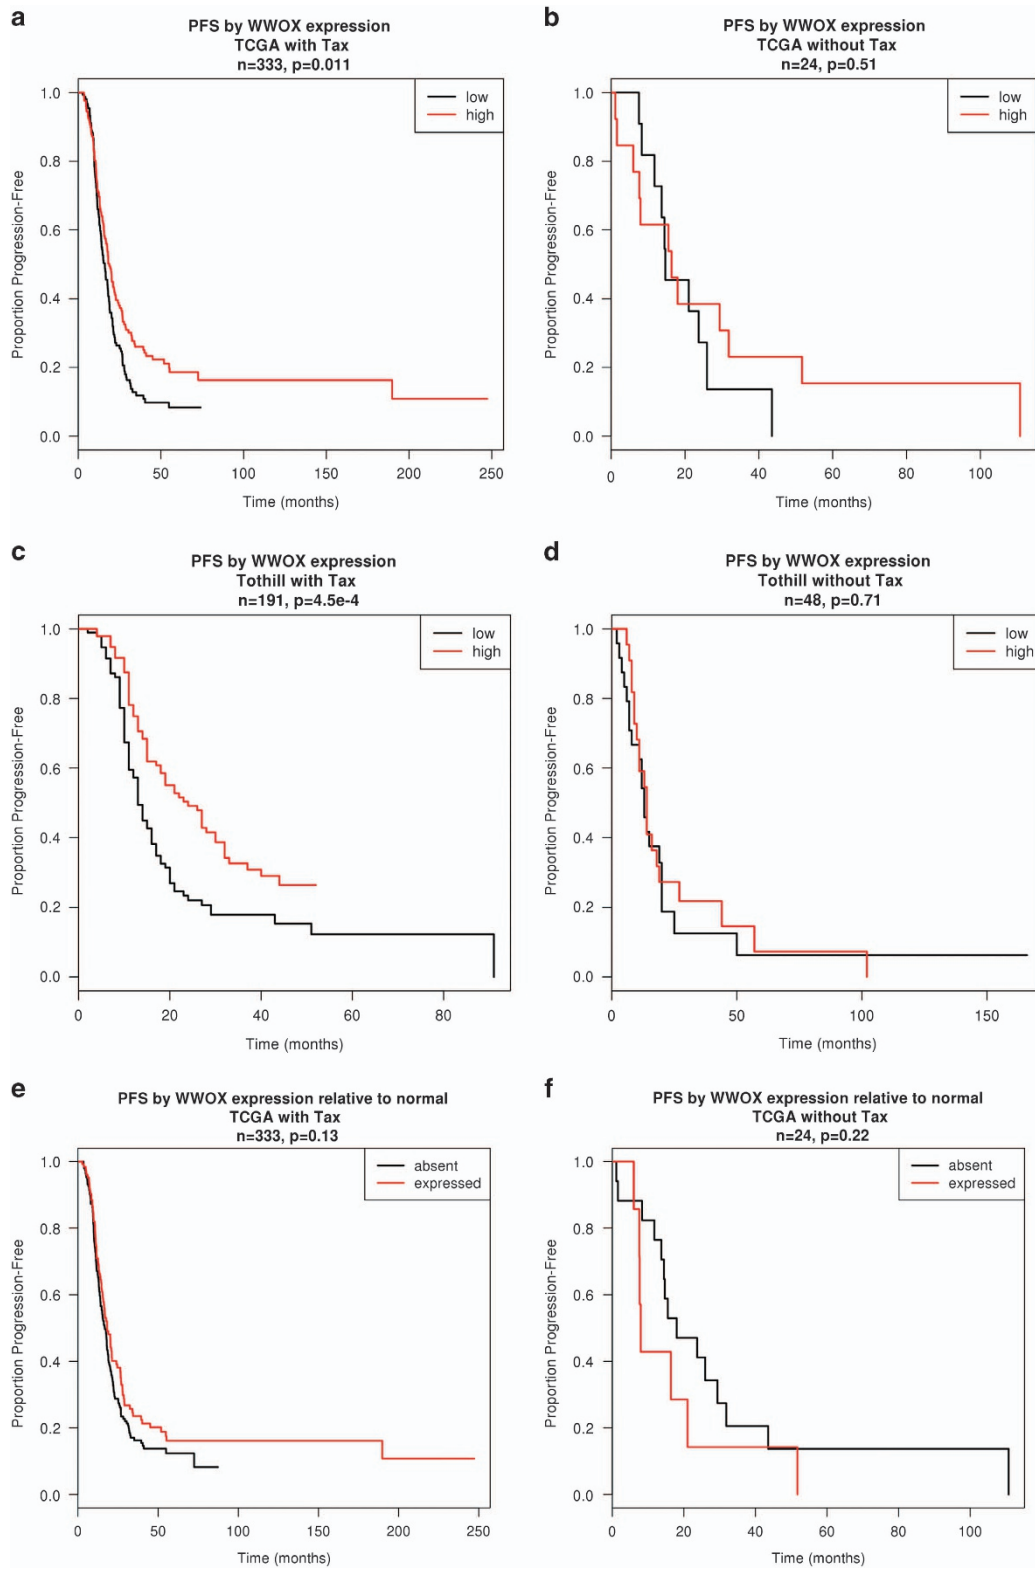 a
PFS by WWOX expression
TCGA with Tax
n=333, p=0.011
low
high
1.0
0.8
0.6
0.4
0.2
0.0
Proportion Progression-Free
0 50 100 150 200 250
Time (months)
b
PFS by WWOX expression
TCGA without Tax
n=24, p=0.51
low
high
1.0
0.8
0.6
0.4
0.2
0.0
Proportion Progression-Free
0 20 40 60 80 100
Time (months)
c
PFS by WWOX expression
Tothill with Tax
n=191, p=4.5e-4
low
high
1.0
0.8
0.6
0.4
0.2
0.0
Proportion Progression-Free
0 20 40 60 80
Time (months)
d
PFS by WWOX expression
Tothill without Tax
n=48, p=0.71
low
high
1.0
0.8
0.6
0.4
0.2
0.0
Proportion Progression-Free
0 50 100 150
Time (months)
e
PFS by WWOX expression relative to normal
TCGA with Tax
n=333, p=0.13
absent
expressed
1.0
0.8
0.6
0.4
0.2
0.0
Proportion Progression-Free
0 50 100 150 200 250
Time (months)
f
PFS by WWOX expression relative to normal
TCGA without Tax
n=24, p=0.22
absent
expressed
1.0
0.8
0.6
0.4
0.2
0.0
Proportion Progression-Free
0 20 40 60 80 100
Time (months)